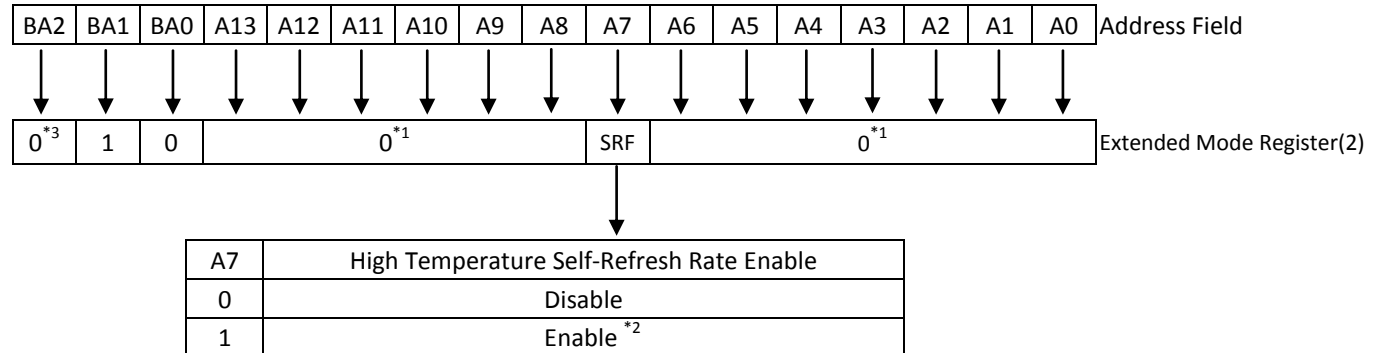 BA2 BA1 BA0 A13 A12 A11 A10 A9 A8 A7 A6 A5 A4 A3 A2 A1 A0 Address Field
0*3 1 0 0*1 SRF 0*1 Extended Mode Register(2)
A7 High Temperature Self-Refresh Rate Enable
0 Disable
1 Enable *2